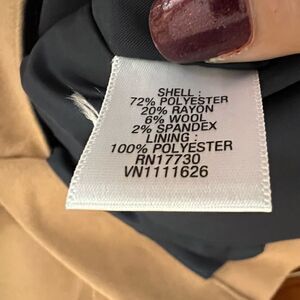 SHELL :
72% POLYESTER
20% RAYON
6% WOOL
2% SPANDEX
LINING :
100% POLYESTER
RN17730
VN1111626